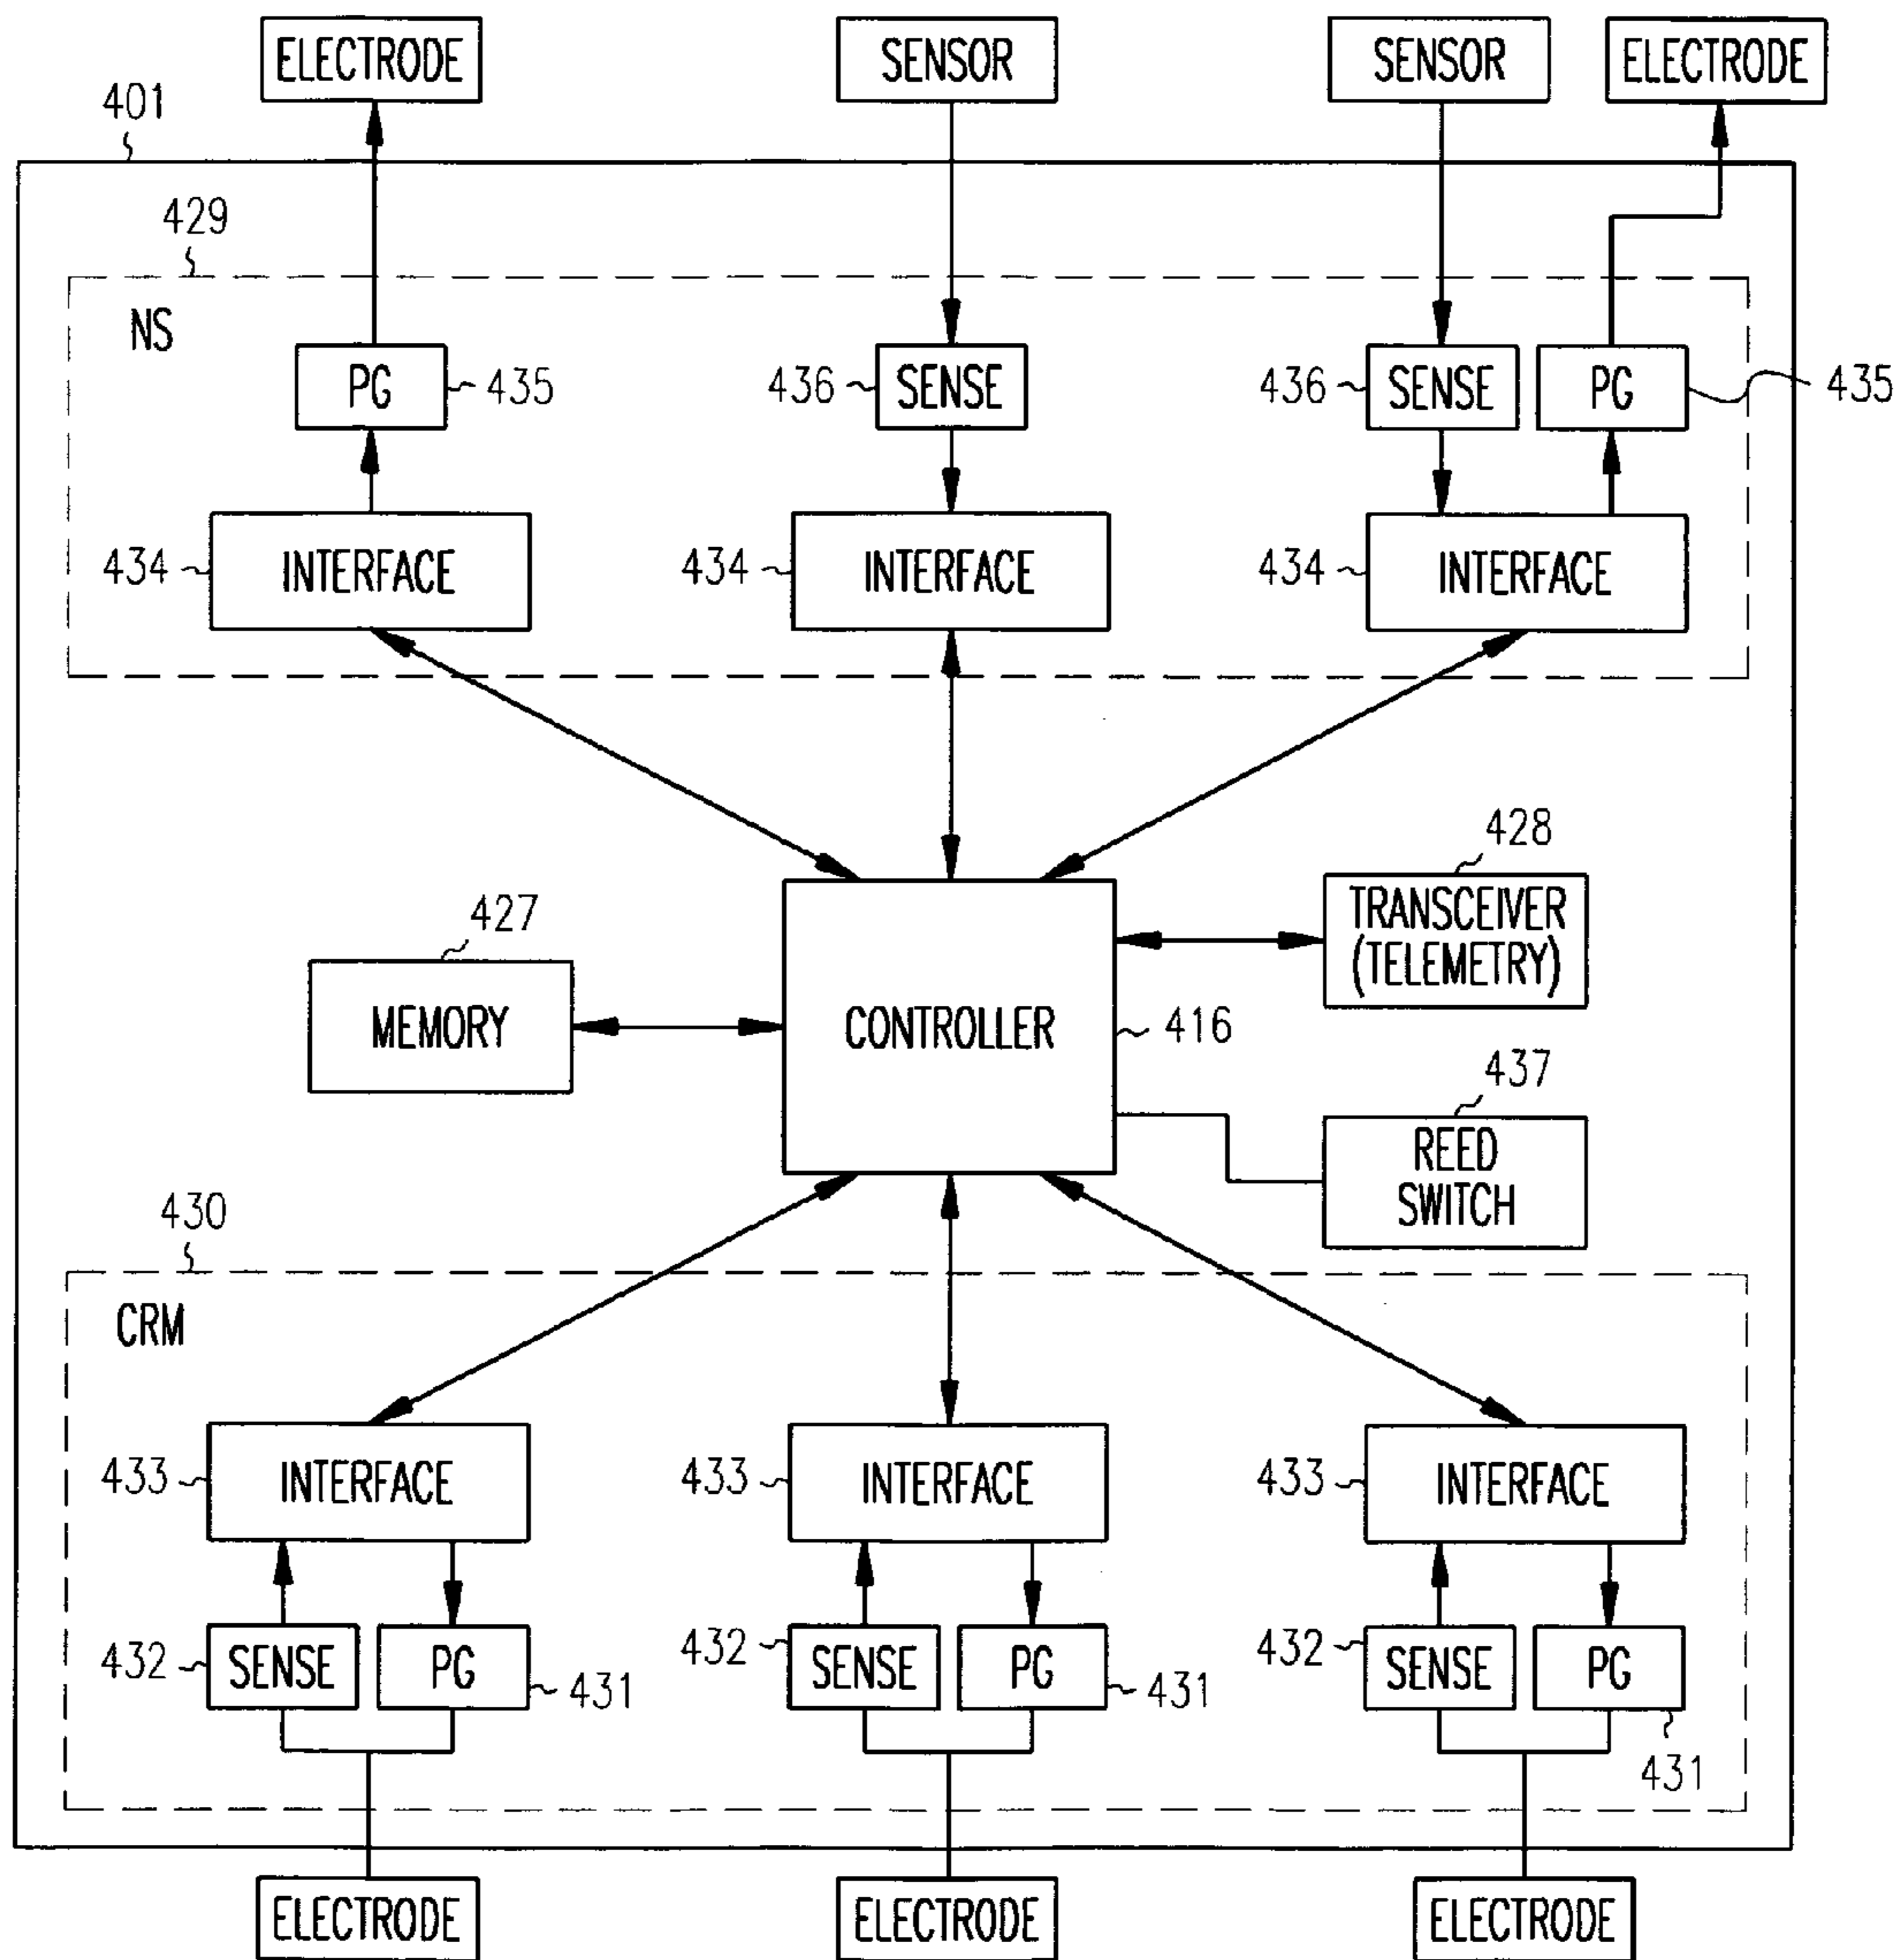 ELECTRODE
SENSOR
SENSOR
ELECTRODE
401
429
NS
PG
435
436
SENSE
436
SENSE
PG
435
434
INTERFACE
434
INTERFACE
434
INTERFACE
428
TRANSCEIVER
(TELEMETRY)
427
MEMORY
CONTROLLER
416
437
REED
SWITCH
430
CRM
433
INTERFACE
433
INTERFACE
433
INTERFACE
432
SENSE
PG
431
432
SENSE
PG
431
432
SENSE
PG
431
ELECTRODE
ELECTRODE
ELECTRODE